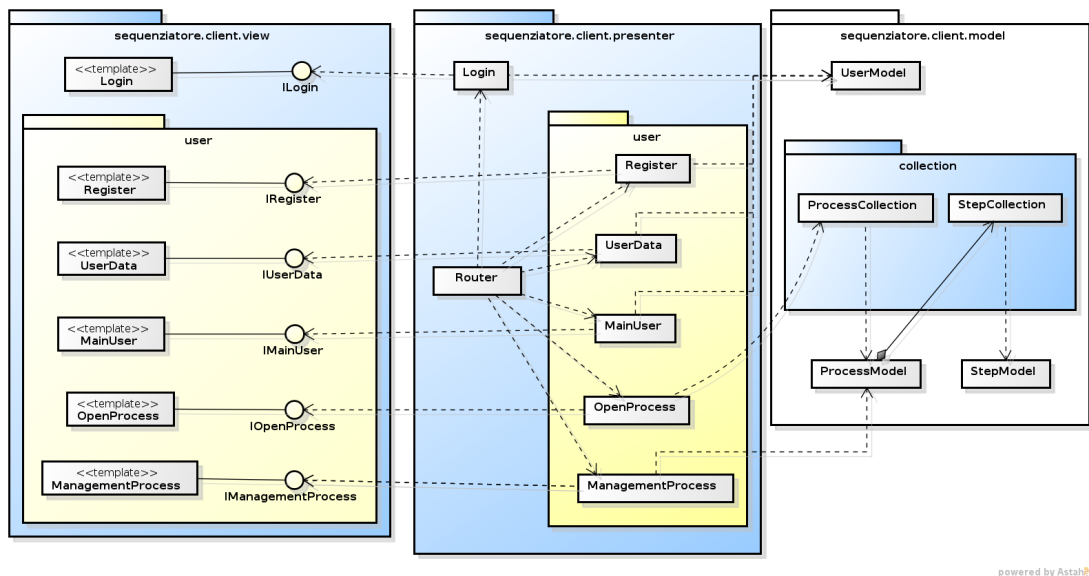 sequenziatore.client.view
<<template>>
Login
ILogin
user
<<template>>
Register
IRegister
<<template>>
UserData
IUserData
<<template>>
MainUser
IMainUser
<<template>>
OpenProcess
IOpenProcess
<<template>>
ManagementProcess
IManagementProcess
sequenziatore.client.presenter
Login
Router
user
Register
UserData
MainUser
OpenProcess
ManagementProcess
sequenziatore.client.model
UserModel
collection
ProcessCollection
StepCollection
ProcessModel
StepModel
powered by Astah